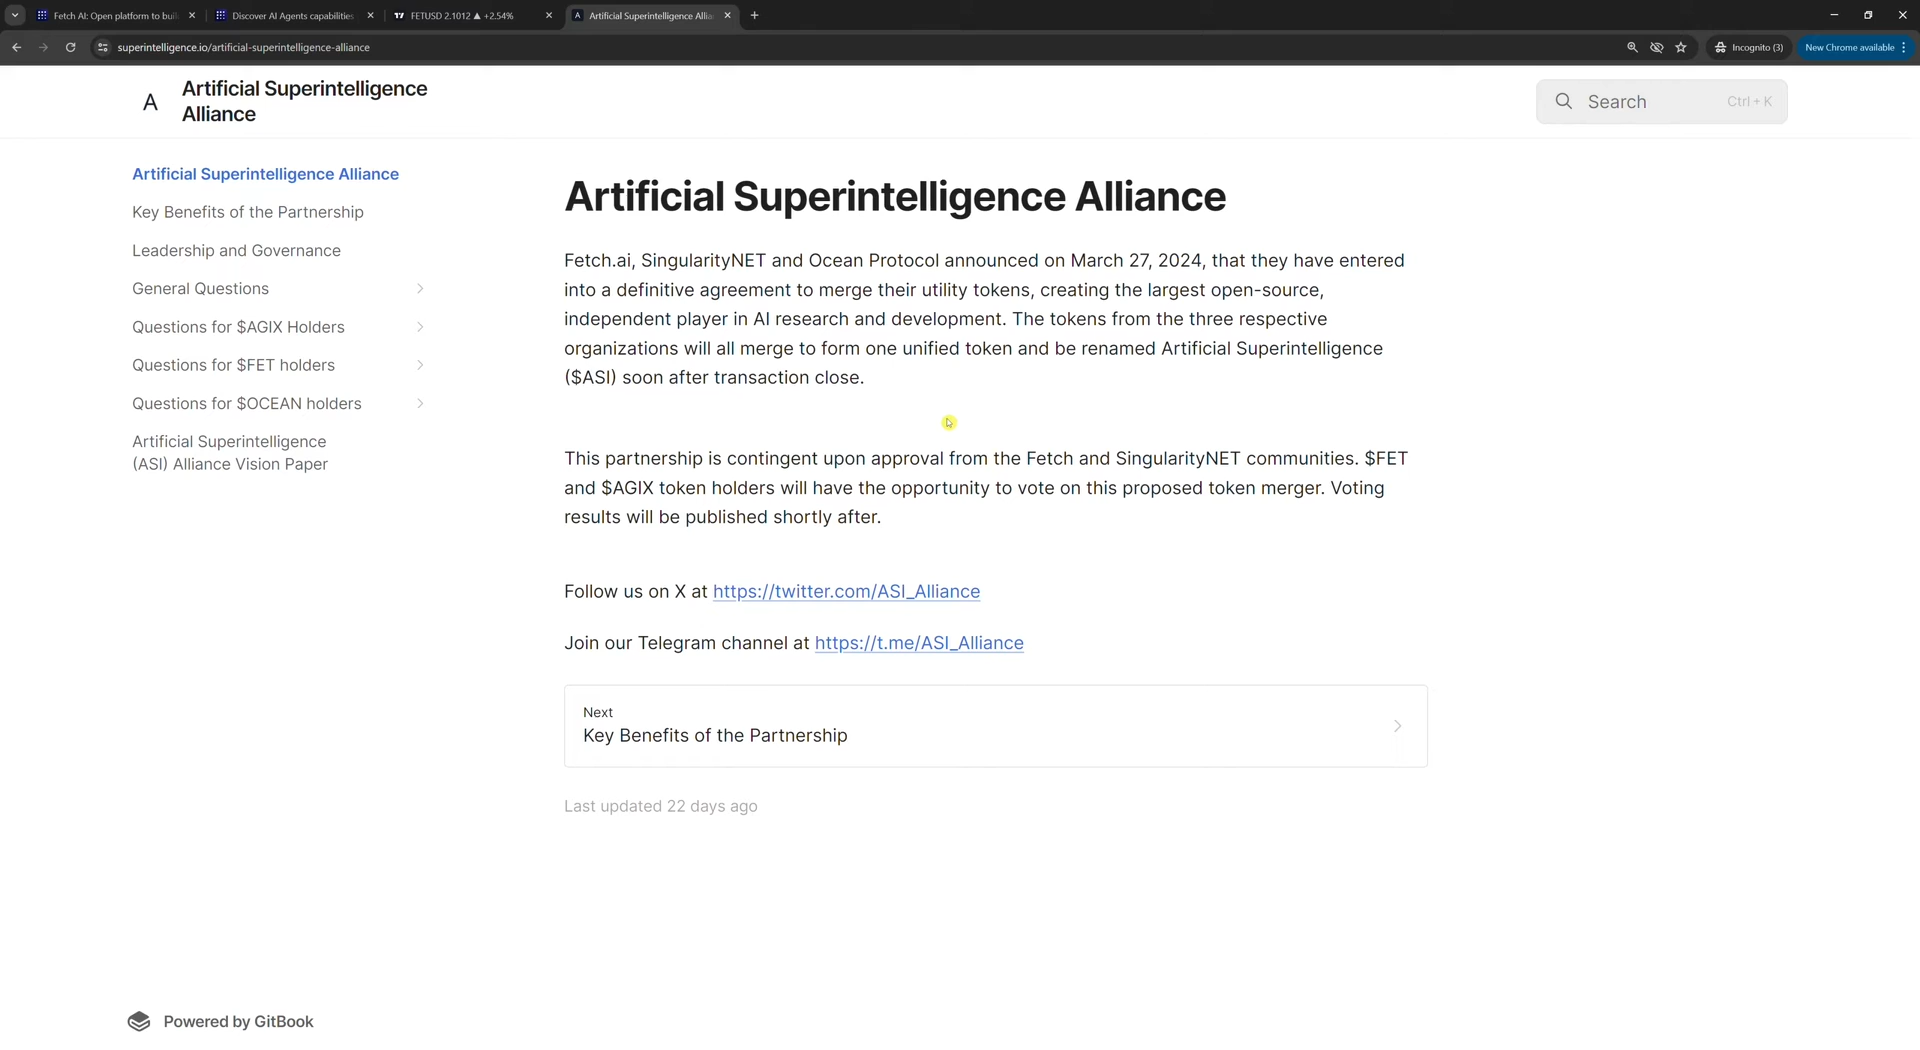 Fetch AI: Open platform to buil
Discover AI Agents capabilities
FETUSD 2.1012 ▲ +2.54%
Artificial Superintelligence Allia
superintelligence.io/artificial-superintelligence-alliance
Incognito (3)
New Chrome available
A
Artificial Superintelligence
Alliance
Search
Ctrl + K
Artificial Superintelligence Alliance
Key Benefits of the Partnership
Leadership and Governance
General Questions
Questions for $AGIX Holders
Questions for $FET holders
Questions for $OCEAN holders
Artificial Superintelligence
(ASI) Alliance Vision Paper
Artificial Superintelligence Alliance
Fetch.ai, SingularityNET and Ocean Protocol announced on March 27, 2024, that they have entered
into a definitive agreement to merge their utility tokens, creating the largest open-source,
independent player in AI research and development. The tokens from the three respective
organizations will all merge to form one unified token and be renamed Artificial Superintelligence
($ASI) soon after transaction close.
This partnership is contingent upon approval from the Fetch and SingularityNET communities. $FET
and $AGIX token holders will have the opportunity to vote on this proposed token merger. Voting
results will be published shortly after.
Follow us on X at https://twitter.com/ASI_Alliance
Join our Telegram channel at https://t.me/ASI_Alliance
Next
Key Benefits of the Partnership
Last updated 22 days ago
Powered by GitBook